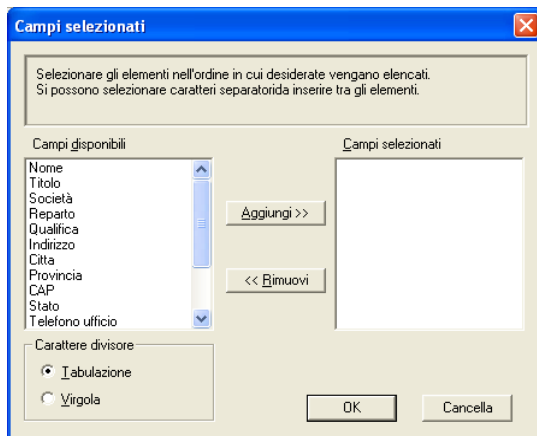 Campi selezionati
Selezionare gli elementi nell'ordine in cui desiderate vengano elencati.
Si possono selezionare caratteri separatorida inserire tra gli elementi.
Campi disponibili
Campi selezionati
Nome
Titolo
Società
Reparto
Qualifica
Indirizzo
Citta
Provincia
CAP
Stato
Telefono ufficio
Aggiungi >>
<< Rimuovi
Carattere divisore
Tabulazione
Virgola
OK
Cancella